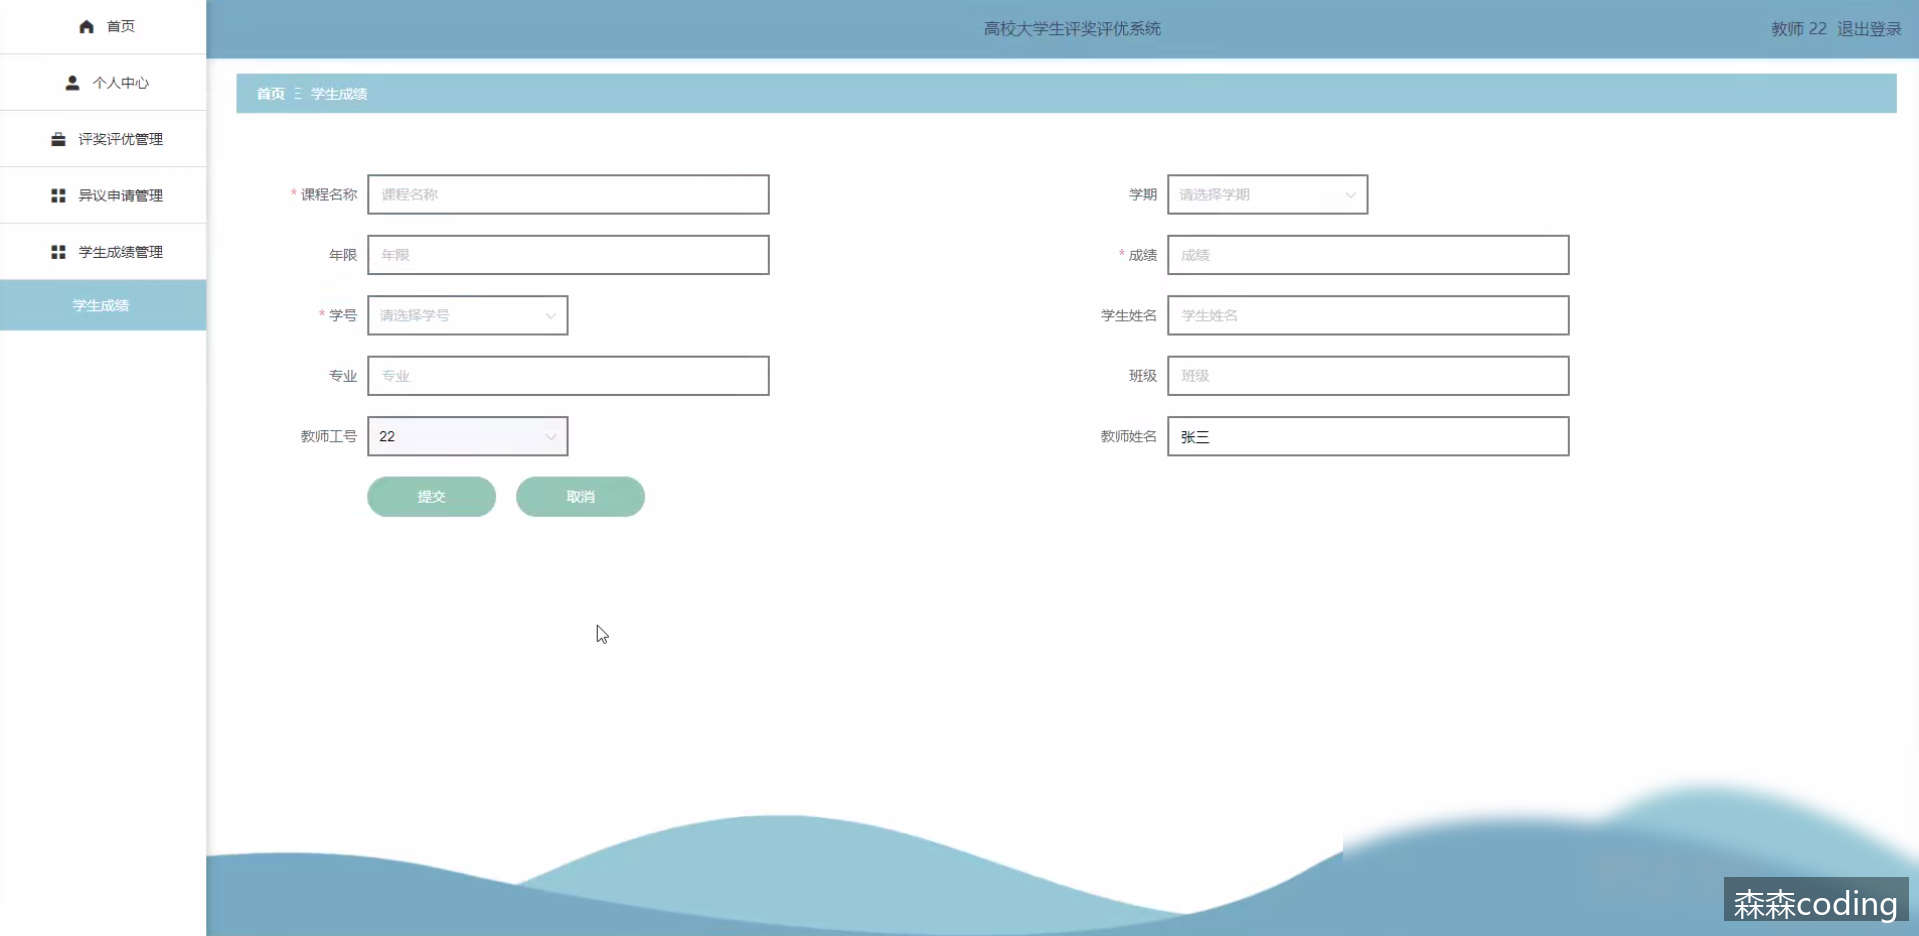 首页
个人中心
评奖评优管理
异议申请管理
学生成绩管理
学生成绩
高校大学生评奖评优系统
教师 22 退出登录
首页 学生成绩
* 课程名称 课程名称
学期 请选择学期
年限 年限
* 成绩 成绩
* 学号 请选择学号
学生姓名 学生姓名
专业 专业
班级 班级
教师工号 22
教师姓名 张三
提交 取消
森森coding